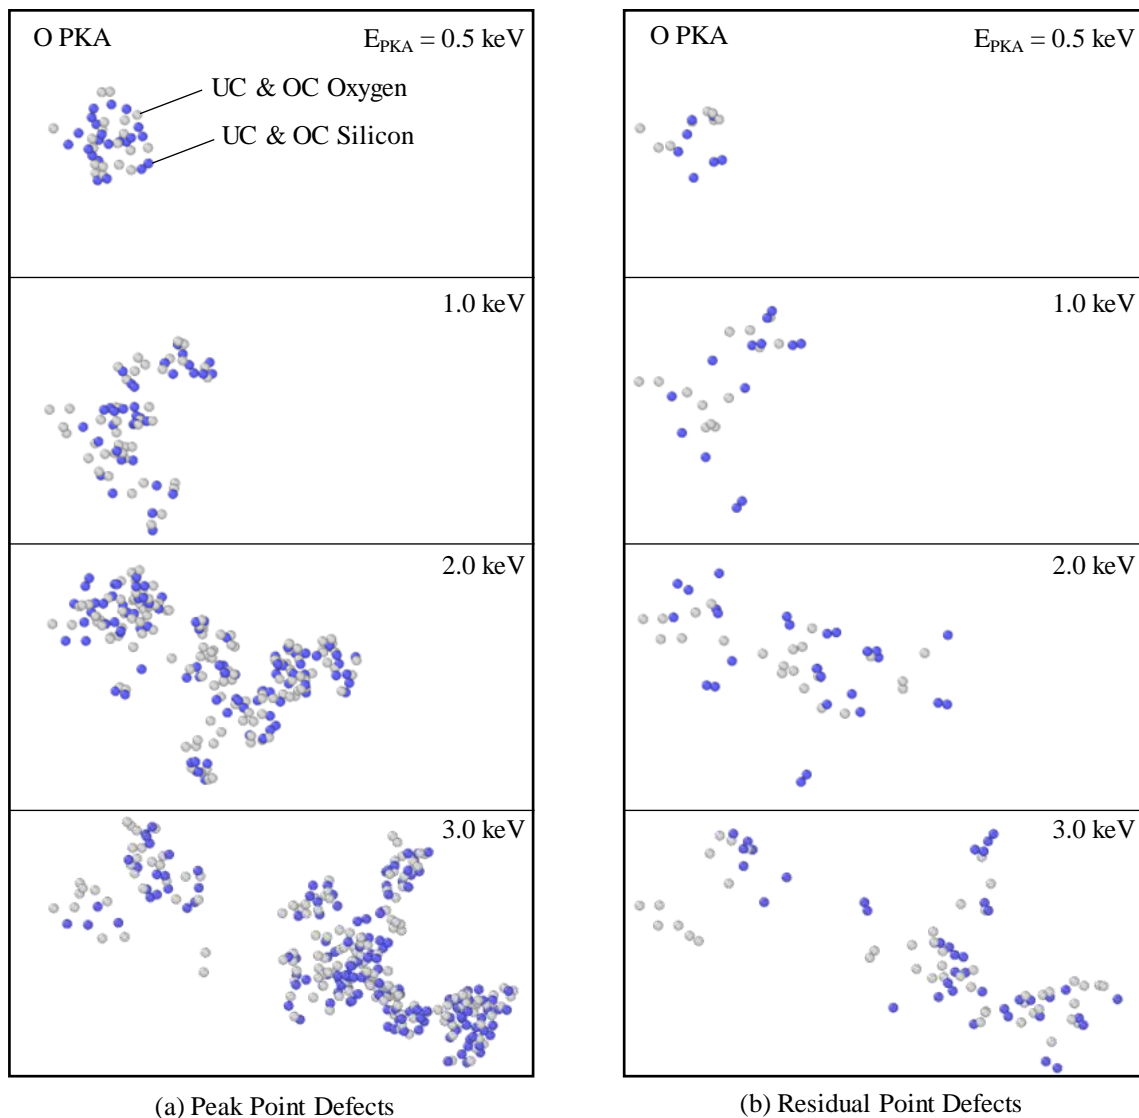 O PKA
E_PKA = 0.5 keV
UC & OC Oxygen
UC & OC Silicon
1.0 keV
2.0 keV
3.0 keV
(a) Peak Point Defects
O PKA
E_PKA = 0.5 keV
1.0 keV
2.0 keV
3.0 keV
(b) Residual Point Defects